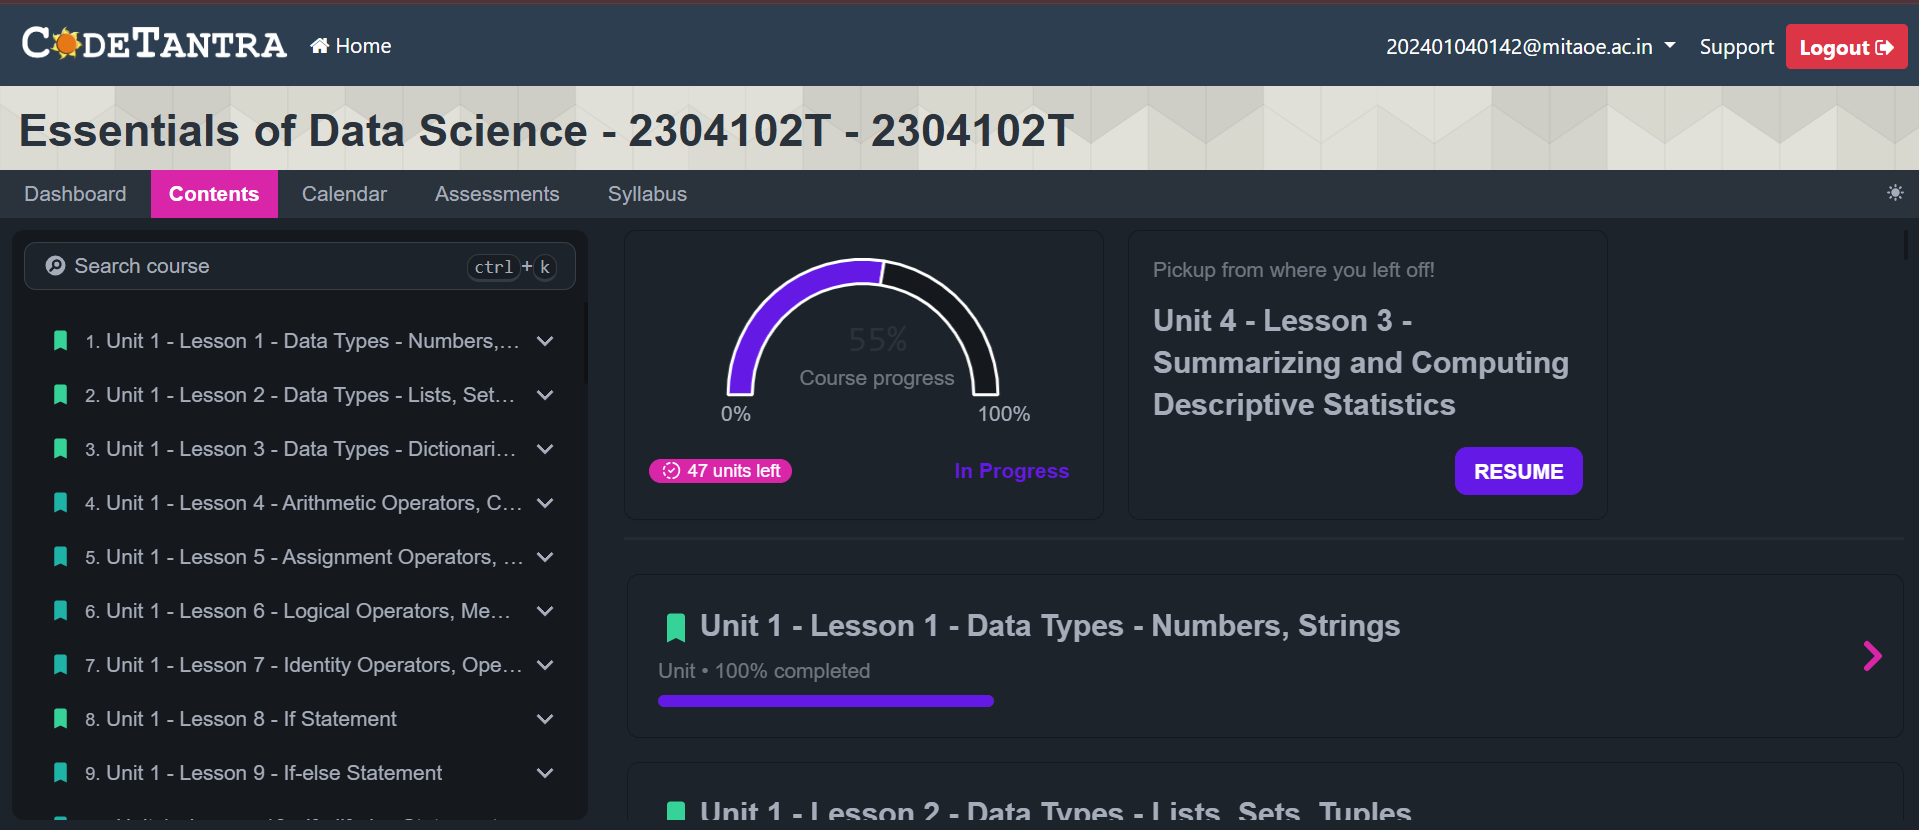 CODETANTRA
Home
202401040142@mitaoe.ac.in
Support
Logout
Essentials of Data Science - 2304102T - 2304102T
Dashboard
Contents
Calendar
Assessments
Syllabus
Search course
ctrl+k
1. Unit 1 - Lesson 1 - Data Types - Numbers,...
2. Unit 1 - Lesson 2 - Data Types - Lists, Set...
3. Unit 1 - Lesson 3 - Data Types - Dictionari...
4. Unit 1 - Lesson 4 - Arithmetic Operators, C...
5. Unit 1 - Lesson 5 - Assignment Operators, ...
6. Unit 1 - Lesson 6 - Logical Operators, Me...
7. Unit 1 - Lesson 7 - Identity Operators, Ope...
8. Unit 1 - Lesson 8 - If Statement
9. Unit 1 - Lesson 9 - If-else Statement
55%
Course progress
0%
100%
47 units left
In Progress
Pickup from where you left off!
Unit 4 - Lesson 3 -
Summarizing and Computing
Descriptive Statistics
RESUME
Unit 1 - Lesson 1 - Data Types - Numbers, Strings
Unit • 100% completed
Unit 1 - Lesson 2 - Data Types - Lists, Sets, Tuples